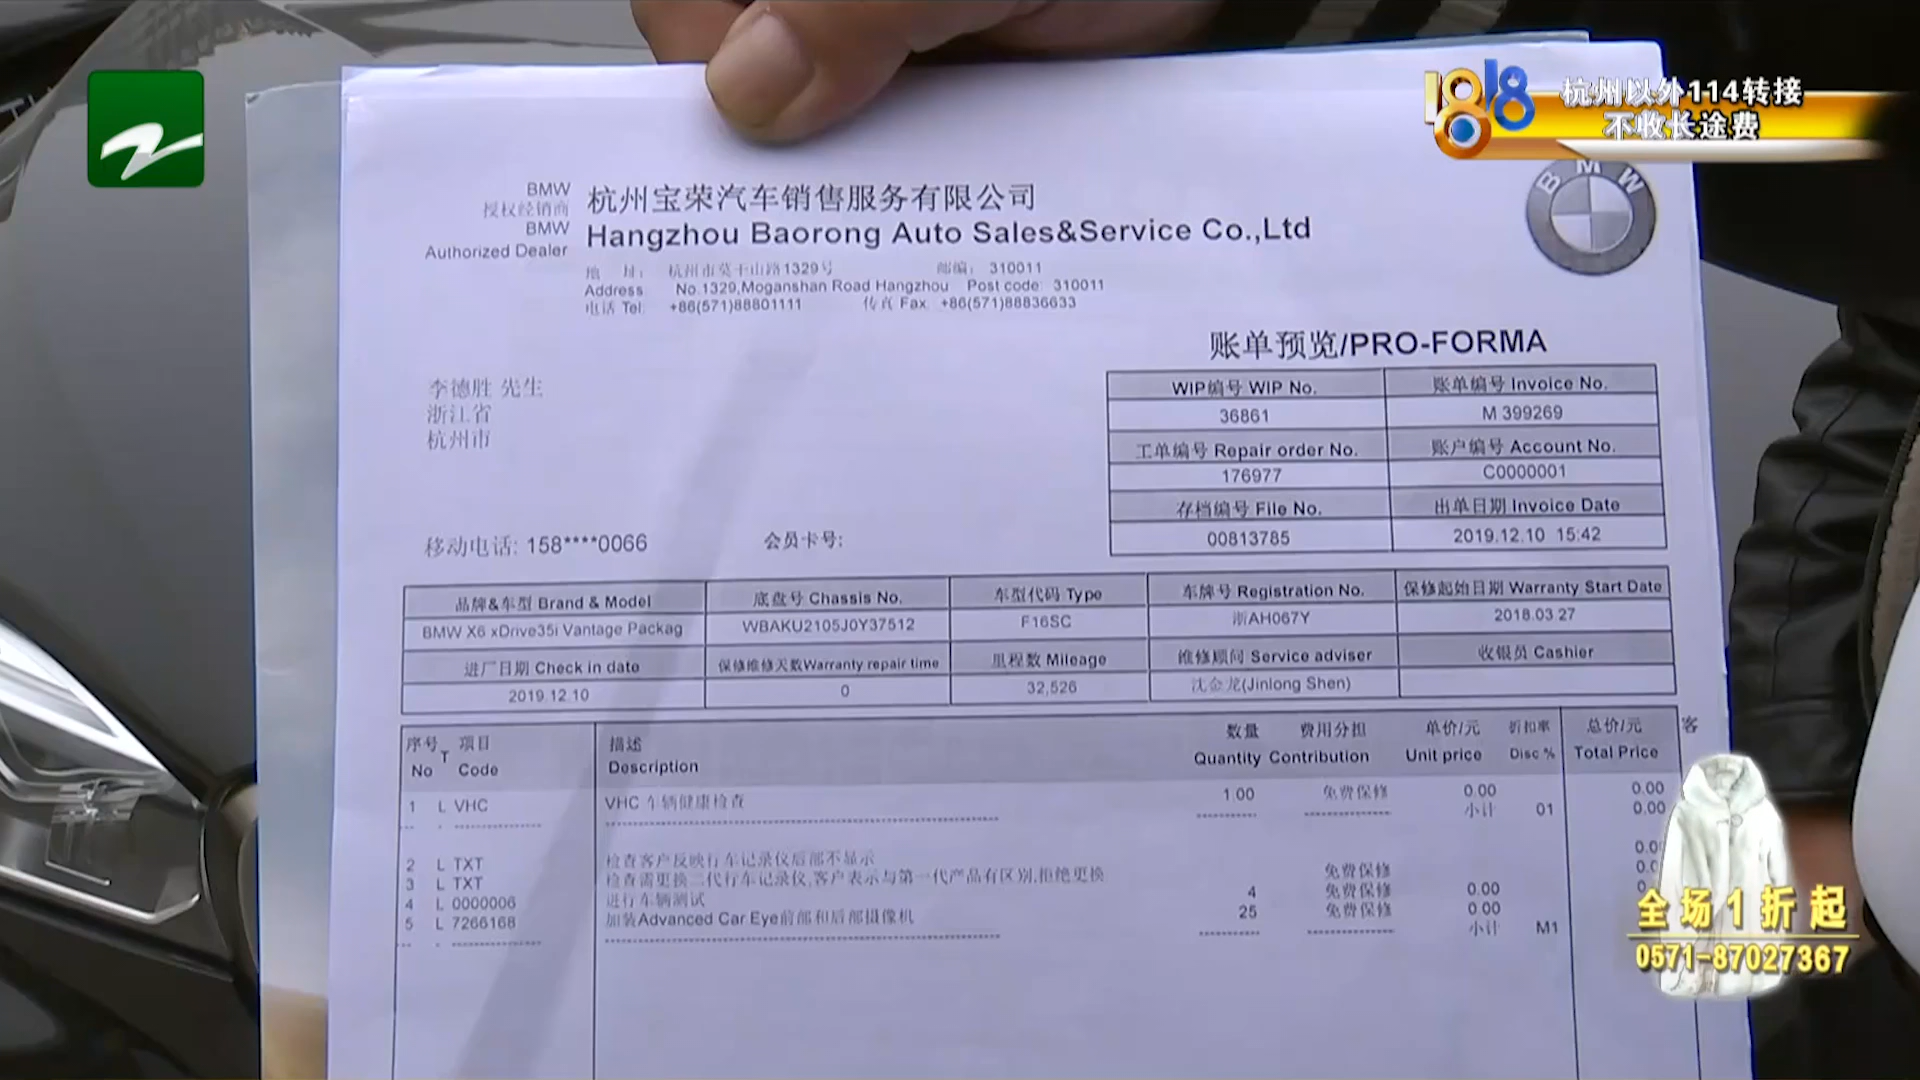 杭州以外114转接
1818
不收长途费
BMW
BMW
授权经销商
BMW
Authorized Dealer
杭州宝荣汽车销售服务有限公司
Hangzhou Baorong Auto Sales&Service Co.,Ltd
地 址: 杭州市莫干山路1329号 邮编: 310011
Address No.1329,Moganshan Road Hangzhou Post code: 310011
电话 Tel: +86(571)88801111 传真 Fax: +86(571)88836633
账单预览/PRO-FORMA
李德胜 先生
浙江省
杭州市
WIP编号 WIP No. 账单编号 Invoice No.
36861 M 399269
工单编号 Repair order No. 账户编号 Account No.
176977 C0000001
存档编号 File No. 出单日期 Invoice Date
00813785 2019.12.10 15:42
移动电话: 158****0066 会员卡号:
品牌&车型 Brand & Model 底盘号 Chassis No. 车型代码 Type 车牌号 Registration No. 保修起始日期 Warranty Start Date
BMW X6 xDrive35i Vantage Packag WBAKU2105J0Y37512 F16SC 浙AH067Y 2018.03.27
进厂日期 Check in date 保修维修天数Warranty repair time 里程数 Mileage 维修顾问 Service adviser 收银员 Cashier
2019.12.10 0 32,526 沈金龙(Jinlong Shen)
序号 T 项目 描述 数量 费用分担 单价/元 折扣率 总价/元 客
No Code Description Quantity Contribution Unit price Disc % Total Price
1 L VHC VHC 车辆健康检查 1.00 免费保修 0.00 0.00
小计 01 0.00
2 L TXT 检查客户反映行车记录仪后部不显示
3 L TXT 检查需更换二代行车记录仪,客户表示与第一代产品有区别,拒绝更换 免费保修
4 L 0000006 进行车辆测试 4 免费保修 0.00
5 L 7266168 加装Advanced Car Eye前部和后部摄像机 25 免费保修 0.00
小计 M1
全场1折起
0571-87027367